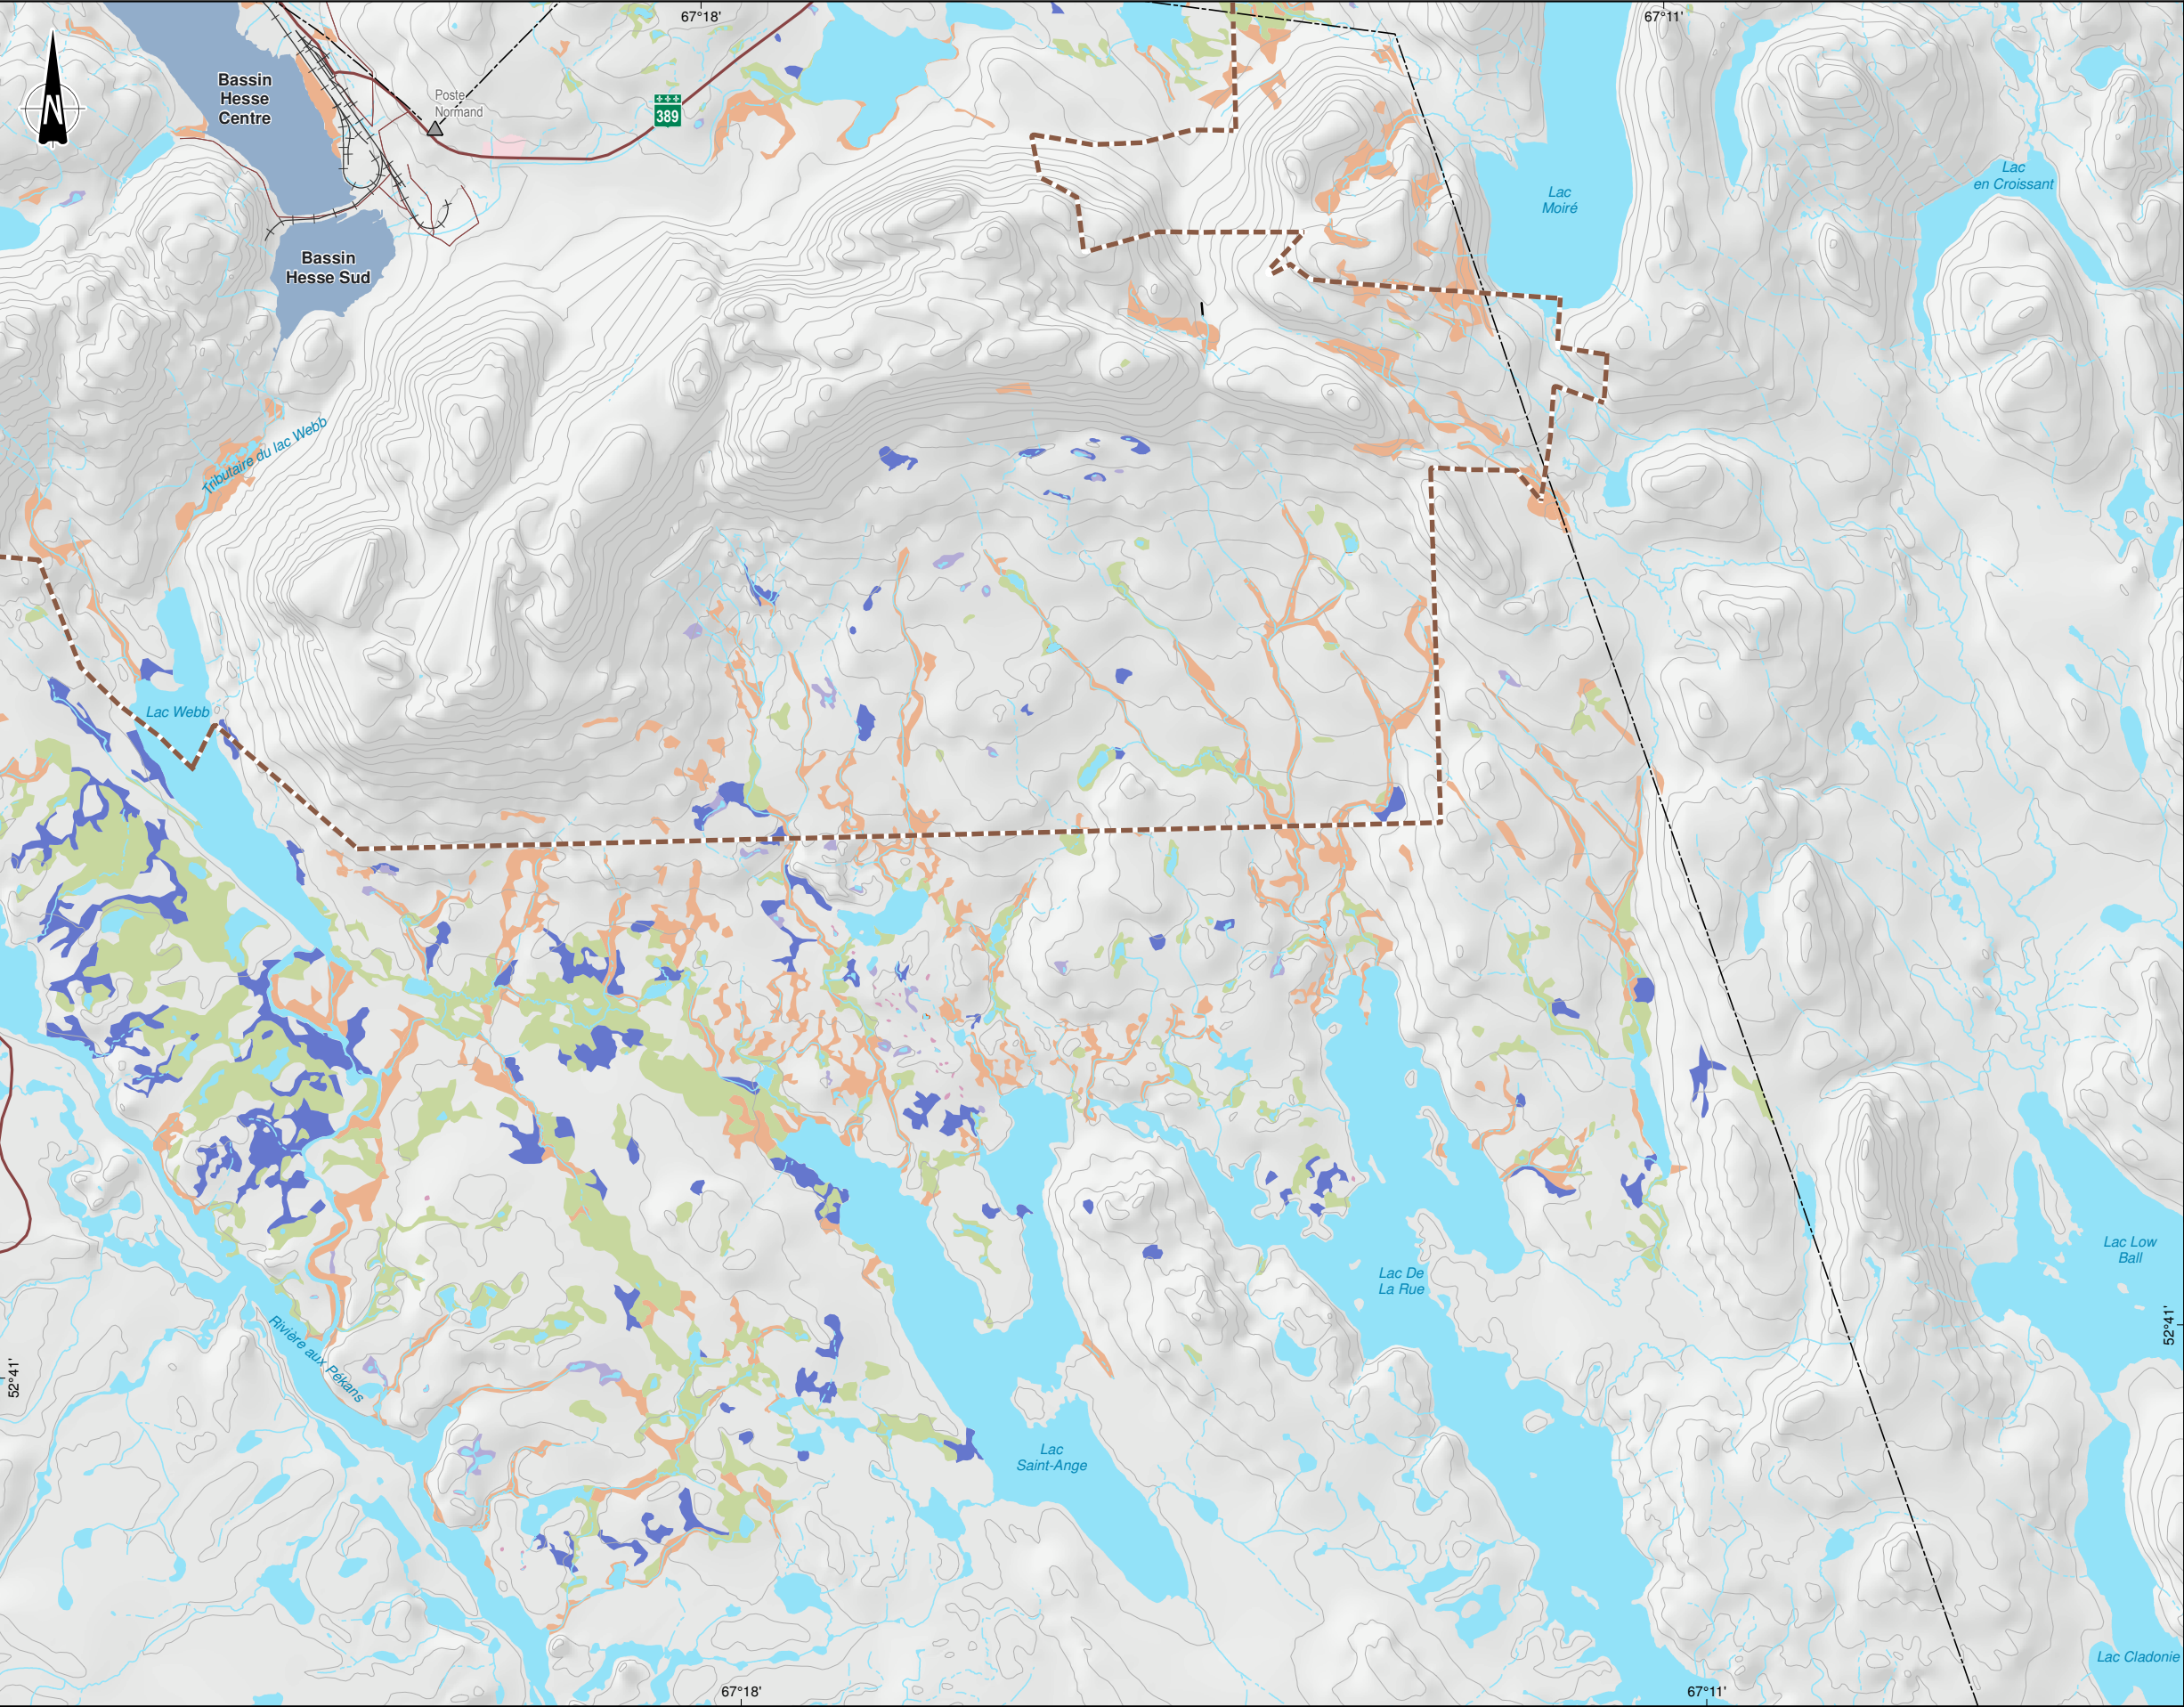 67°18'
67°11'
N
Bassin
Hesse
Centre
Poste
Normand
389
Lac
Moiré
Lac
en Croissant
Bassin
Hesse Sud
Tributaire du lac Webb
Lac Webb
Lac De
La Rue
Lac Low
Ball
52°41'
52°41'
Rivière aux Pékans
Lac
Saint-Ange
Lac Cladonie
67°18'
67°11'